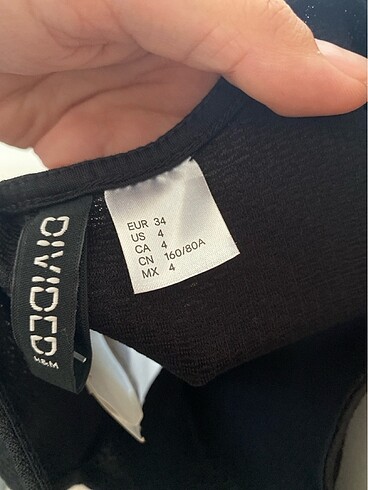 EUR 34
US 4
CA 4
CN 160/80A
MX 4
DIVIDED
H&M